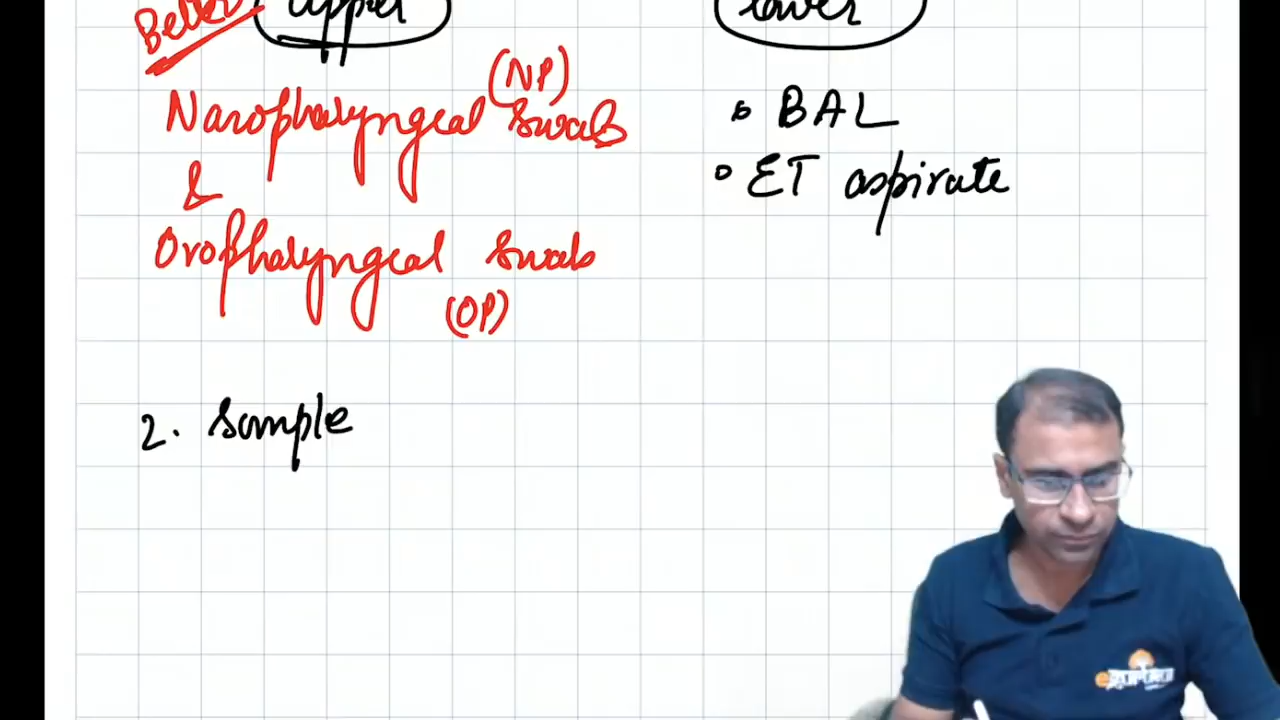 Better
upper
lower
(NP)
Nasopharyngeal Swab
&
Oropharyngeal Swab
(OP)
• BAL
• ET aspirate
2. Sample